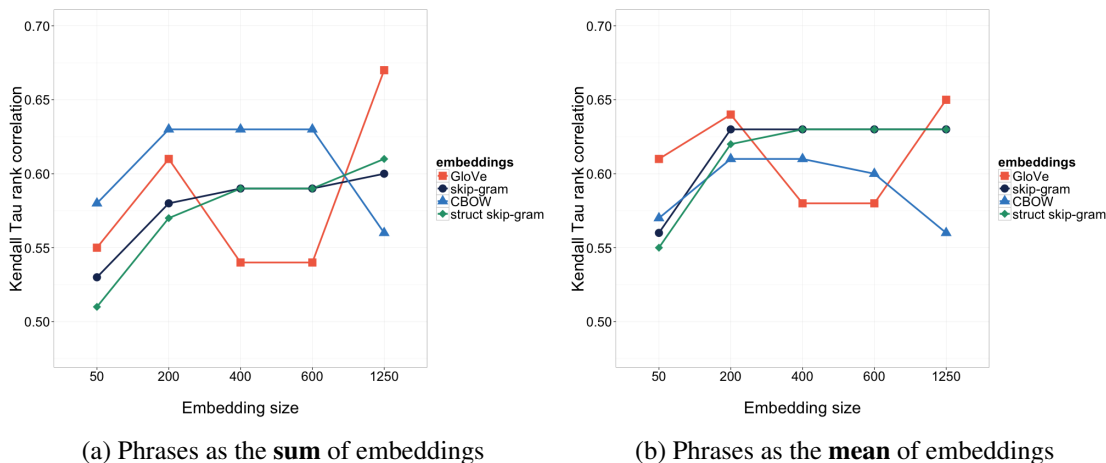 0.70
0.65
0.60
0.55
0.50
Kendall Tau rank correlation
50 200 400 600 1250
Embedding size
embeddings
GloVe
skip-gram
CBOW
struct skip-gram
(a) Phrases as the sum of embeddings
0.70
0.65
0.60
0.55
0.50
Kendall Tau rank correlation
50 200 400 600 1250
Embedding size
embeddings
GloVe
skip-gram
CBOW
struct skip-gram
(b) Phrases as the mean of embeddings